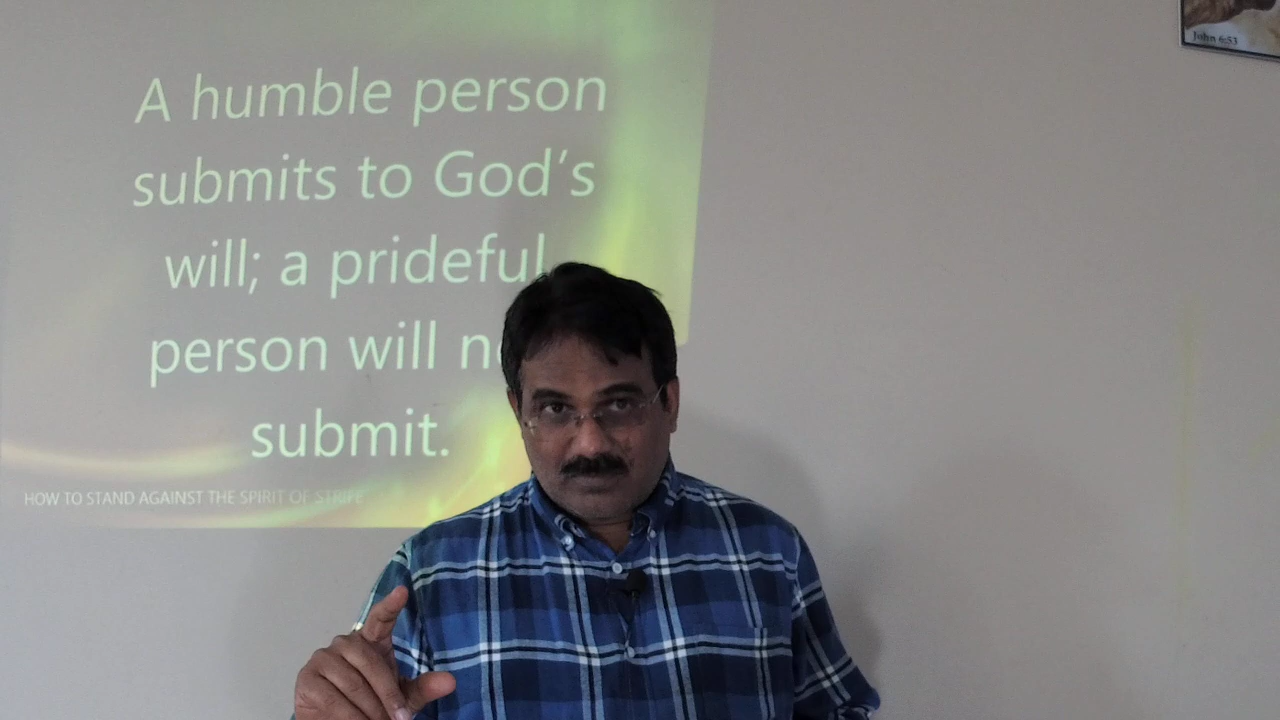 A humble person
submits to God's
will; a prideful
person will
submit.
HOW TO STAND AGAINST THE SPIRIT OF STRIFE
John 6:53